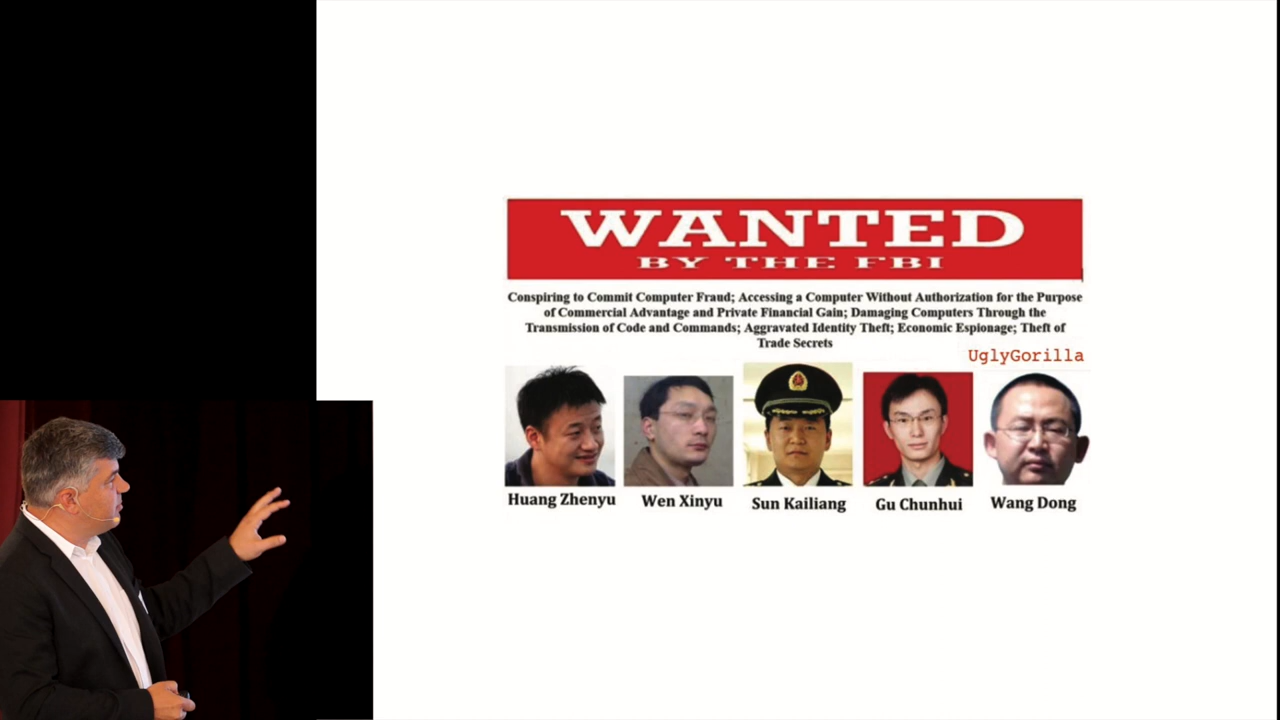 WANTED
BY THE FBI
Conspiring to Commit Computer Fraud; Accessing a Computer Without Authorization for the Purpose
of Commercial Advantage and Private Financial Gain; Damaging Computers Through the
Transmission of Code and Commands; Aggravated Identity Theft; Economic Espionage; Theft of
Trade Secrets
UglyGorilla
Huang Zhenyu
Wen Xinyu
Sun Kailiang
Gu Chunhui
Wang Dong